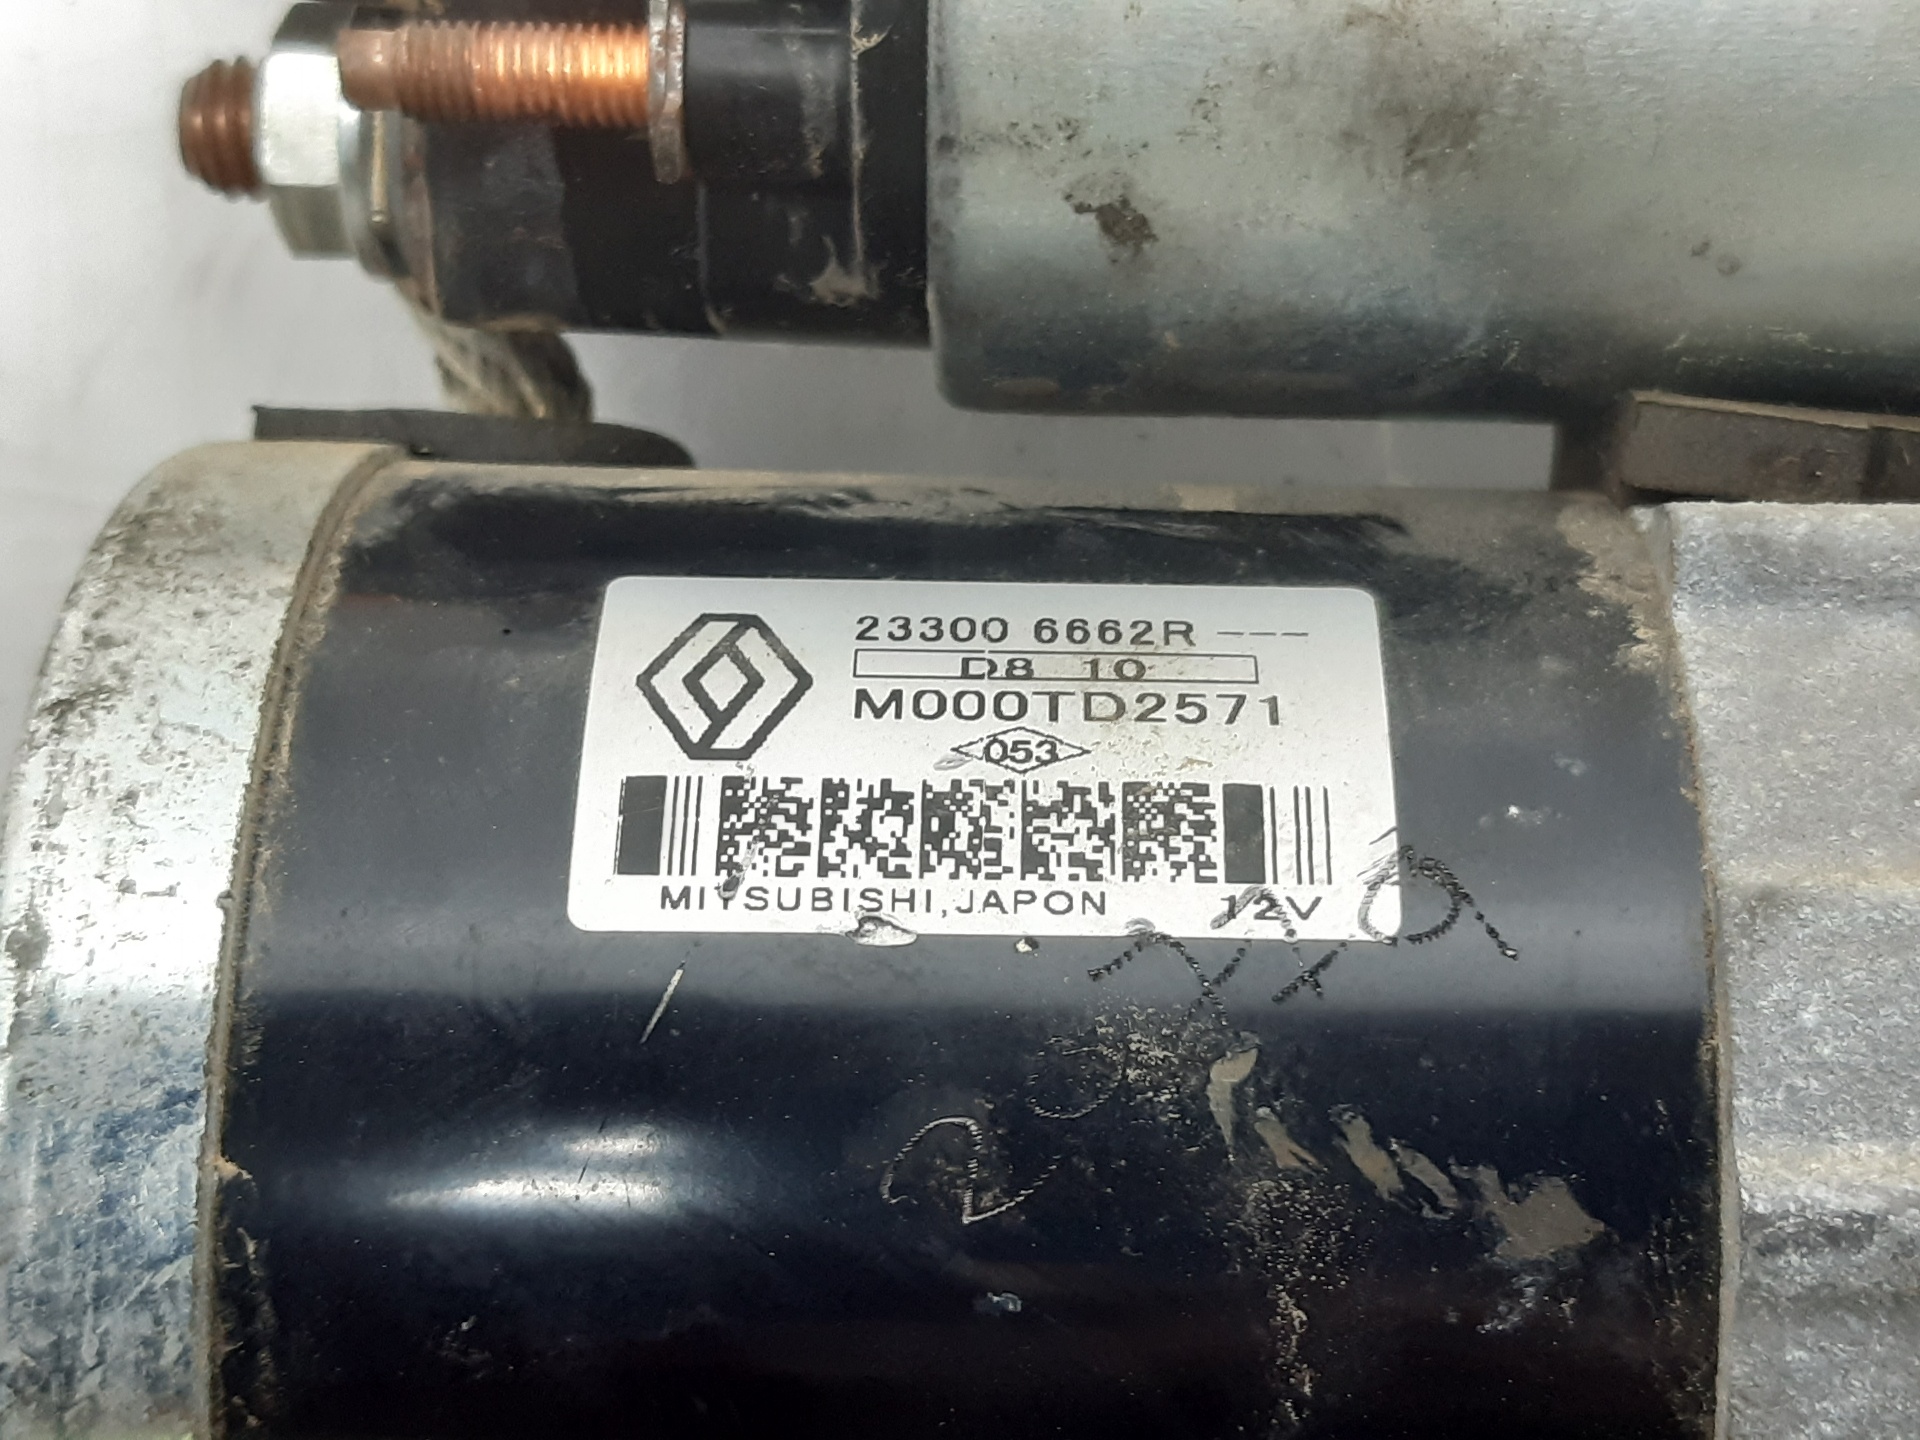 23300 6662R ---
D8 10
M000TD2571
053
MITSUBISHI, JAPON 12V